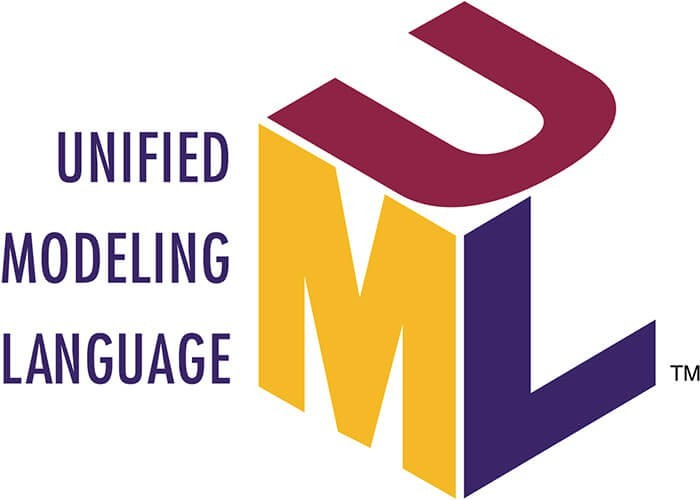 UNIFIED
MODELING
LANGUAGE
UML
TM